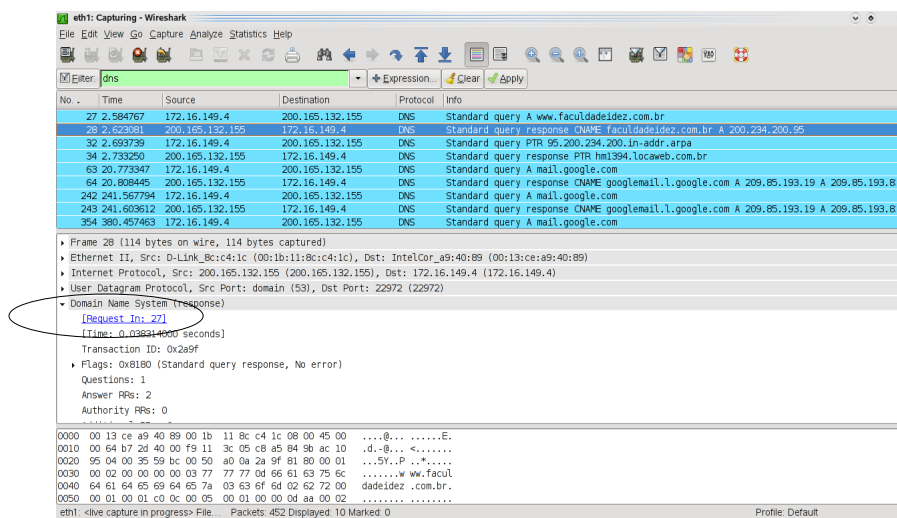 eth1: Capturing - Wireshark
File Edit View Go Capture Analyze Statistics Help
Filter: dns Expression... Clear Apply
No. . Time Source Destination Protocol Info
27 2.584767 172.16.149.4 200.165.132.155 DNS Standard query A www.faculdadeidez.com.br
28 2.623081 200.165.132.155 172.16.149.4 DNS Standard query response CNAME faculdadeidez.com.br A 200.234.200.95
32 2.693739 172.16.149.4 200.165.132.155 DNS Standard query PTR 95.200.234.200.in-addr.arpa
34 2.733250 200.165.132.155 172.16.149.4 DNS Standard query response PTR hm1394.locaweb.com.br
63 20.773347 172.16.149.4 200.165.132.155 DNS Standard query A mail.google.com
64 20.808445 200.165.132.155 172.16.149.4 DNS Standard query response CNAME googlemail.l.google.com A 209.85.193.19 A 209.85.193.8
242 241.567794 172.16.149.4 200.165.132.155 DNS Standard query A mail.google.com
243 241.603612 200.165.132.155 172.16.149.4 DNS Standard query response CNAME googlemail.l.google.com A 209.85.193.19 A 209.85.193.8
354 380.457463 172.16.149.4 200.165.132.155 DNS Standard query A mail.google.com
Frame 28 (114 bytes on wire, 114 bytes captured)
Ethernet II, Src: D-Link_8c:c4:1c (00:1b:11:8c:c4:1c), Dst: IntelCor_a9:40:89 (00:13:ce:a9:40:89)
Internet Protocol, Src: 200.165.132.155 (200.165.132.155), Dst: 172.16.149.4 (172.16.149.4)
User Datagram Protocol, Src Port: domain (53), Dst Port: 22972 (22972)
Domain Name System (response)
[Request In: 27]
[Time: 0.038314000 seconds]
Transaction ID: 0x2a9f
Flags: 0x8180 (Standard query response, No error)
Questions: 1
Answer RRs: 2
Authority RRs: 0
0000 00 13 ce a9 40 89 00 1b 11 8c c4 1c 08 00 45 00 ....@... ......E.
0010 00 64 b7 2d 40 00 f9 11 3c 05 c8 a5 84 9b ac 10 .d.-@... <.......
0020 95 04 00 35 59 bc 00 50 a0 0a 2a 9f 81 80 00 01 ...5Y..P ..*.....
0030 00 02 00 00 00 00 03 77 77 77 0d 66 61 63 75 6c .......w ww.facul
0040 64 61 64 65 69 64 65 7a 03 63 6f 6d 02 62 72 00 dadeidez .com.br.
0050 00 01 00 01 c0 0c 00 05 00 01 00 00 0d aa 00 02 ........ ........
eth1: <live capture in progress> File... Packets: 452 Displayed: 10 Marked: 0 Profile: Default